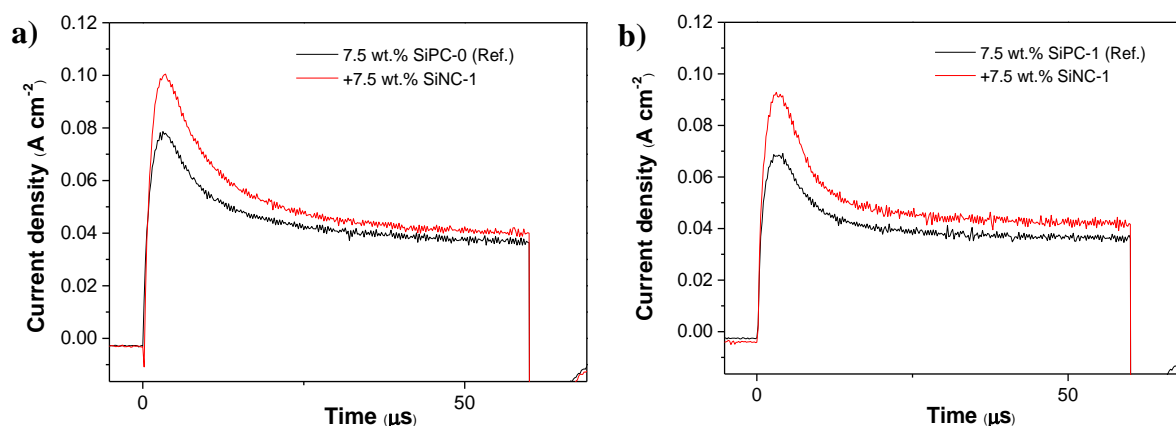 a)
0.12
0.10
0.08
0.06
0.04
0.02
0.00
Current density (A cm-2)
7.5 wt.% SiPC-0 (Ref.)
+7.5 wt.% SiNC-1
0
50
Time (µs)
b)
0.12
0.10
0.08
0.06
0.04
0.02
0.00
Current density (A cm-2)
7.5 wt.% SiPC-1 (Ref.)
+7.5 wt.% SiNC-1
0
50
Time (µs)